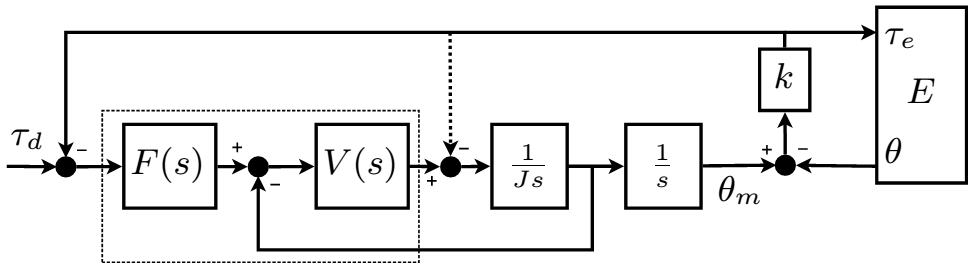 τ_e
k
E
τ_d
F(s)
V(s)
1/Js
1/s
θ
θ_m
- + - + - + - -